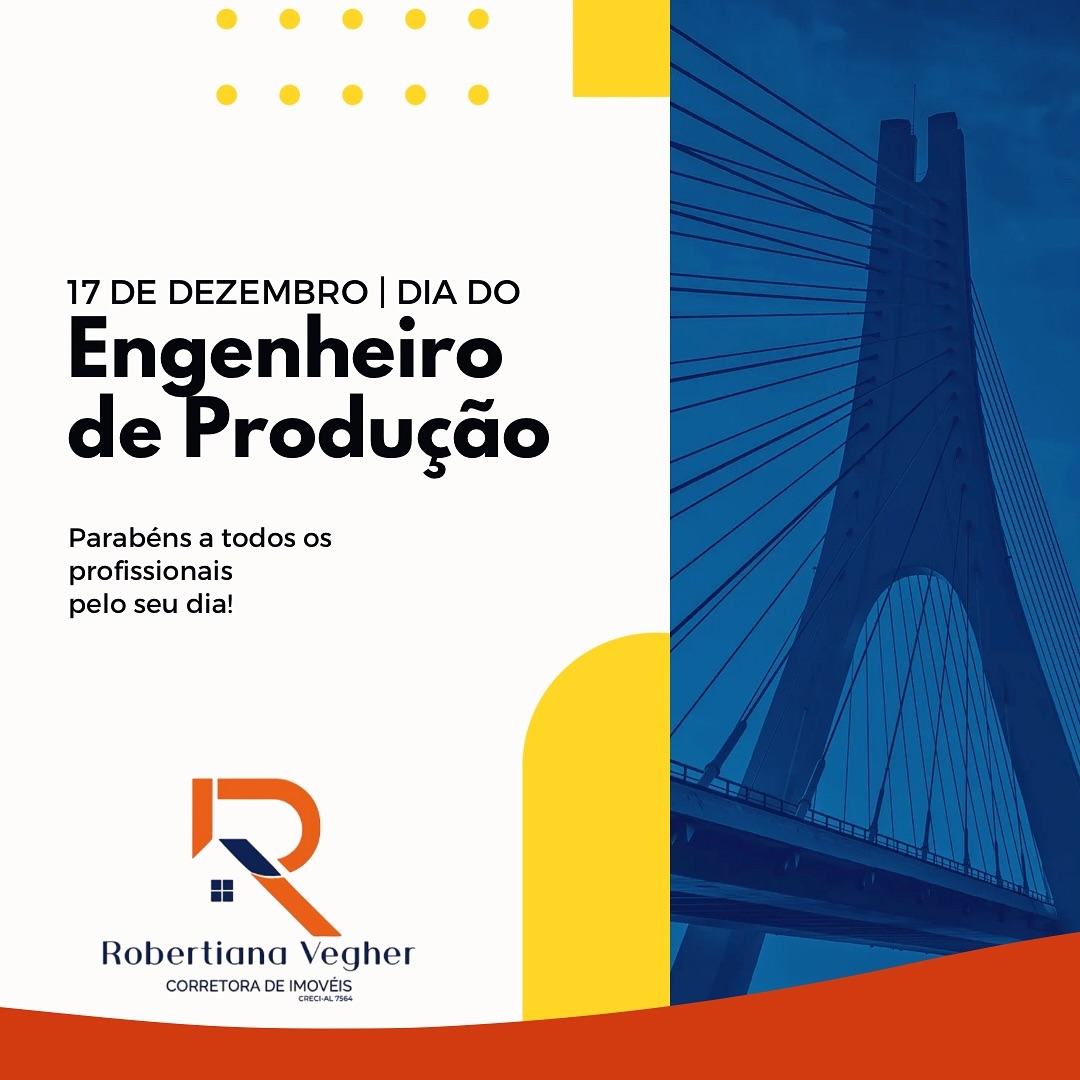 17 DE DEZEMBRO | DIA DO
Engenheiro
de Produção
Parabéns a todos os
profissionais
pelo seu dia!
Robertiana Vegher
CORRETORA DE IMOVÉIS
CRECI-AL 7564